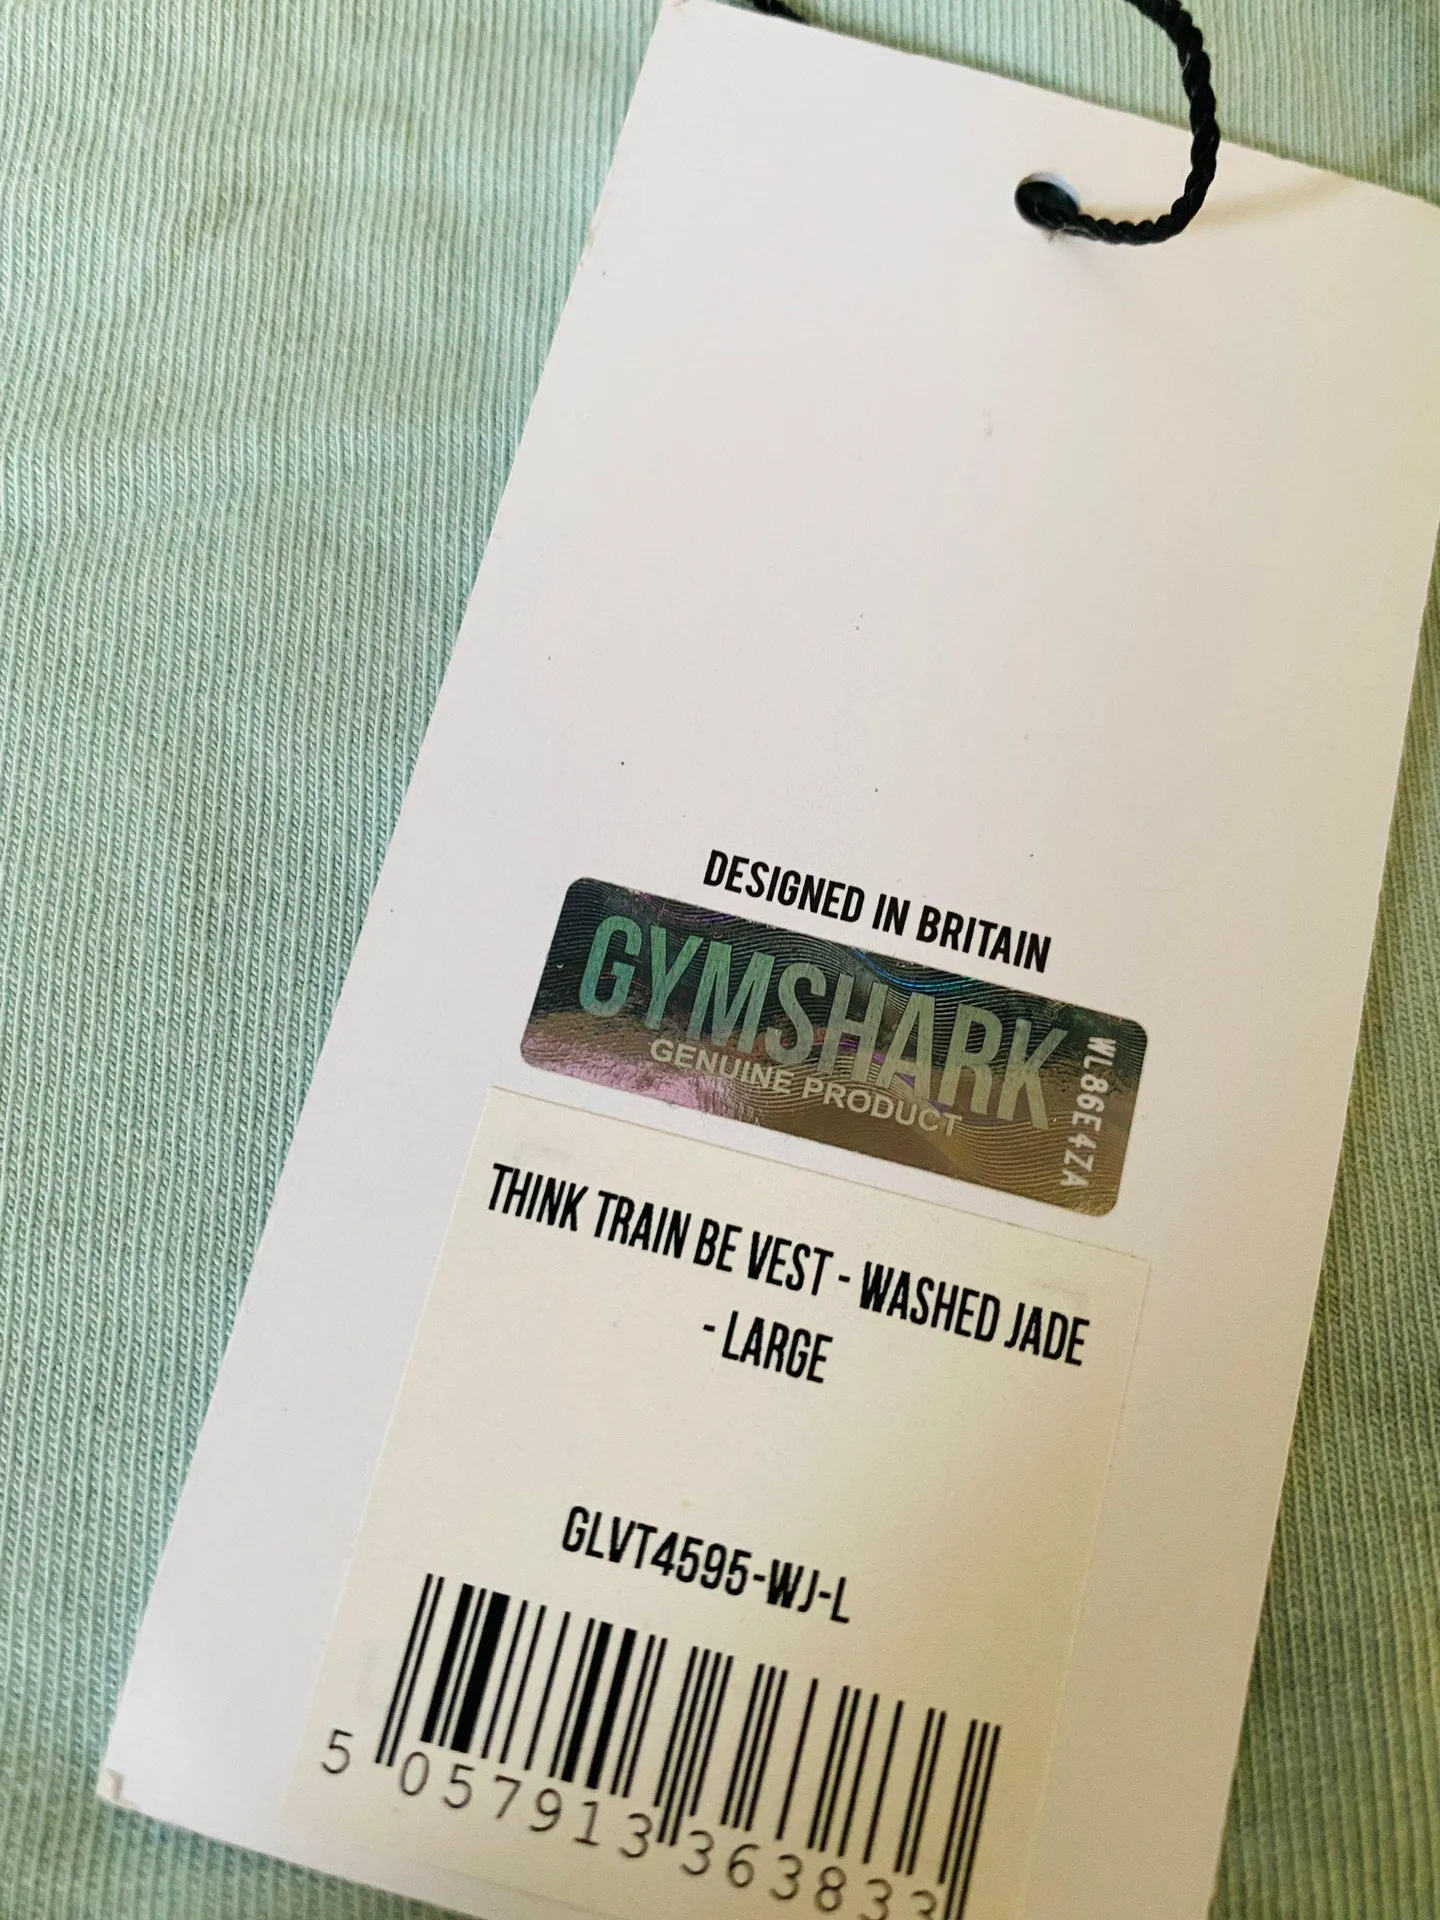 DESIGNED IN BRITAIN
GYMSHARK
GENUINE PRODUCT
WL86E4ZA
THINK TRAIN BE VEST - WASHED JADE
- LARGE
GLVT4595-WJ-L
5 057913 363833